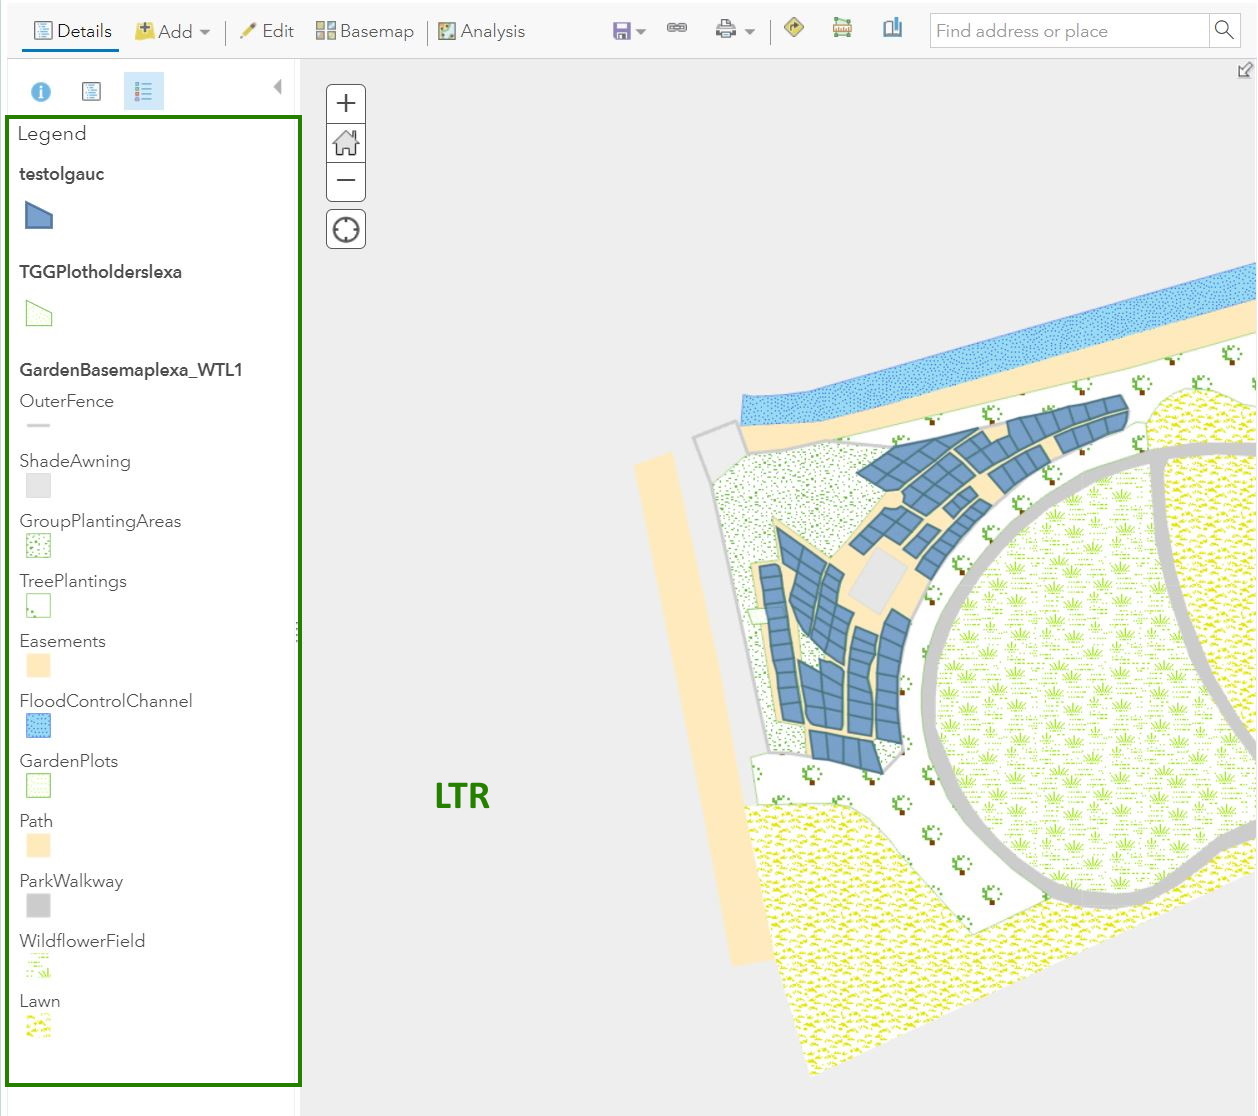 Details Add Edit Basemap Analysis Find address or place
Legend
testolgauc
TGGPlotholderslexa
GardenBasemaplexa_WTL1
OuterFence
ShadeAwning
GroupPlantingAreas
TreePlantings
Easements
FloodControlChannel
GardenPlots
LTR
Path
ParkWalkway
WildflowerField
Lawn